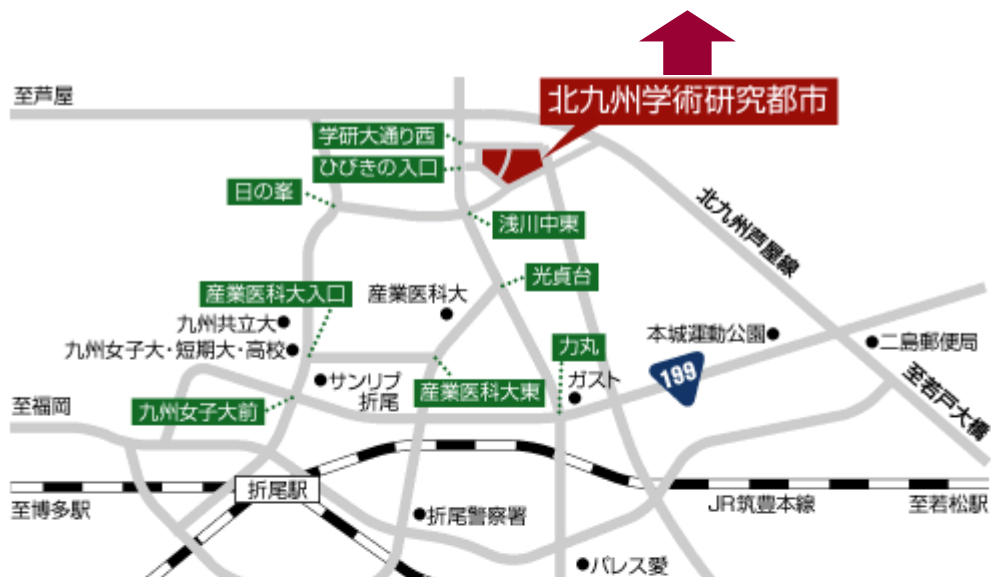 至芦屋
北九州学術研究都市
学研大通り西
ひびきの入口
日の峯
浅川中東
北九州芦屋線
光貞台
産業医科大入口
産業医科大
九州共立大
九州女子大・短期大・高校
本城運動公園
二島郵便局
力丸
199
サンリブ
折尾
ガスト
産業医科大東
至若戸大橋
至福岡
九州女子大前
折尾駅
至博多駅
JR筑豊本線
至若松駅
折尾警察署
パレス愛